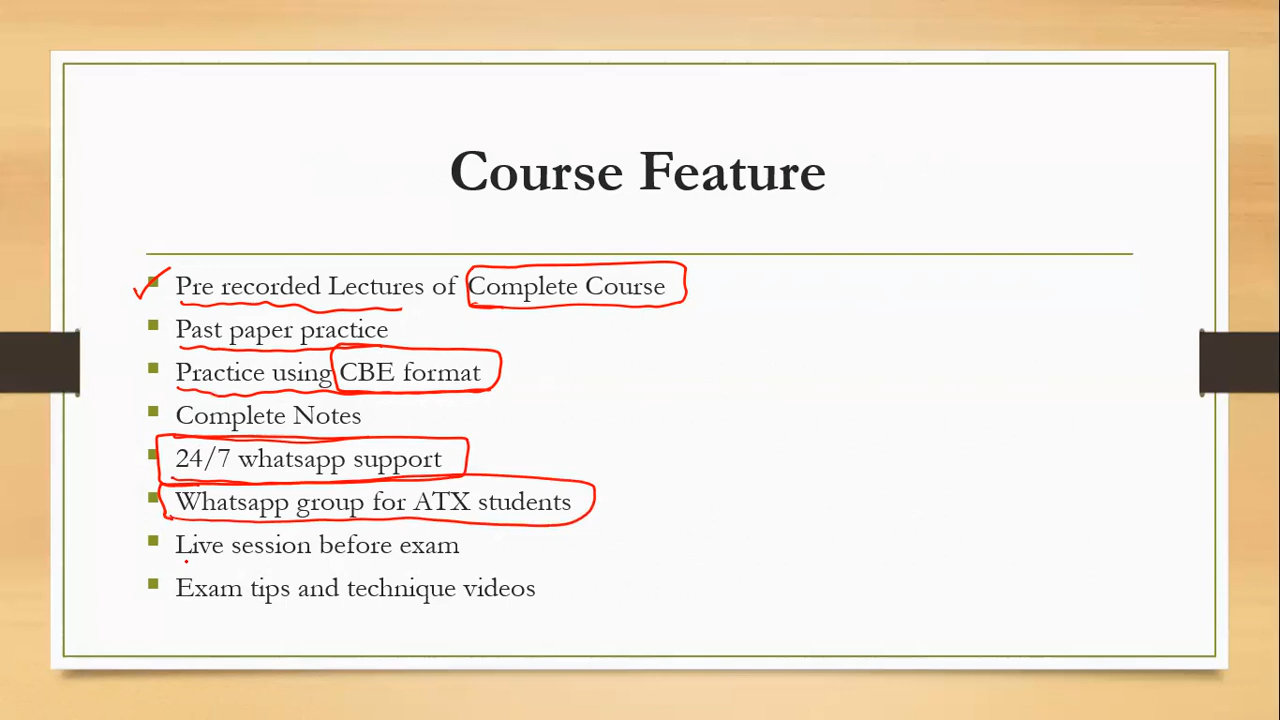 Course Feature
Pre recorded Lectures of Complete Course
Past paper practice
Practice using CBE format
Complete Notes
24/7 whatsapp support
Whatsapp group for ATX students
Live session before exam
Exam tips and technique videos